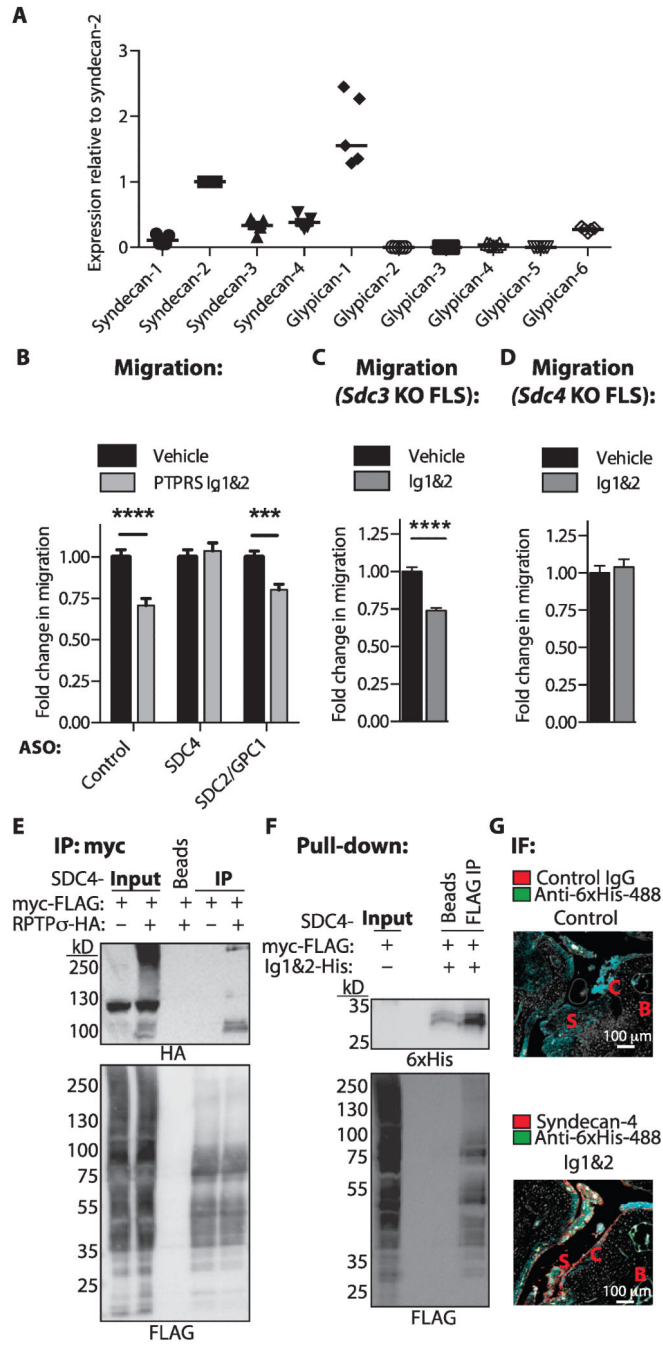 A
Expression relative to syndecan-2
3
2
1
0
Syndecan-1
Syndecan-2
Syndecan-3
Syndecan-4
Glypican-1
Glypican-2
Glypican-3
Glypican-4
Glypican-5
Glypican-6
B
Migration:
Vehicle
PTPRS Ig1&2
Fold change in migration
1.00
0.75
0.50
0.25
0.00
****
***
ASO:
Control
SDC4
SDC2/GPC1
C
Migration
(Sdc3 KO FLS):
Vehicle
Ig1&2
Fold change in migration
1.25
1.00
0.75
0.50
0.25
0.00
****
D
Migration
(Sdc4 KO FLS):
Vehicle
Ig1&2
Fold change in migration
1.25
1.00
0.75
0.50
0.25
0.00
E
IP: myc
SDC4- Input Beads IP
myc-FLAG: + + + + +
RPTPσ-HA: − + + − +
kD
250
130
100
HA
250
130
100
75
55
35
25
FLAG
F
Pull-down:
SDC4- Input Beads FLAG IP
myc-FLAG: + + +
Ig1&2-His: − + +
kD
35
25
6xHis
250
130
100
75
55
35
25
FLAG
G
IF:
Control IgG
Anti-6xHis-488
Control
C
S
B
100 µm
Syndecan-4
Anti-6xHis-488
Ig1&2
S
C
B
100 µm